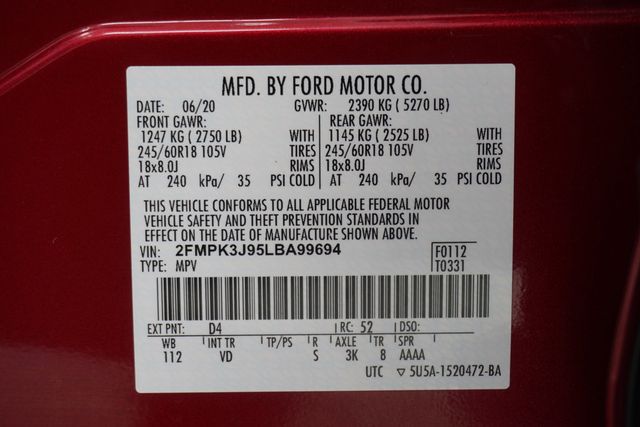 MFD. BY FORD MOTOR CO.
DATE: 06/20 GVWR: 2390 KG ( 5270 LB)
FRONT GAWR: REAR GAWR:
1247 KG ( 2750 LB) WITH 1145 KG ( 2525 LB) WITH
245/60R18 105V TIRES 245/60R18 105V TIRES
18x8.0J RIMS 18x8.0J RIMS
AT 240 kPa/ 35 PSI COLD AT 240 kPa/ 35 PSI COLD
THIS VEHICLE CONFORMS TO ALL APPLICABLE FEDERAL MOTOR
VEHICLE SAFETY AND THEFT PREVENTION STANDARDS IN
EFFECT ON THE DATE OF MANUFACTURE SHOWN ABOVE.
VIN: 2FMPK3J95LBA99694 F0112
TYPE: MPV T0331
EXT PNT: D4 RC: 52 DSO:
WB INT TR TP/PS R AXLE TR SPR
112 VD S 3K 8 AAAA
UTC ▽ 5U5A-1520472-BA